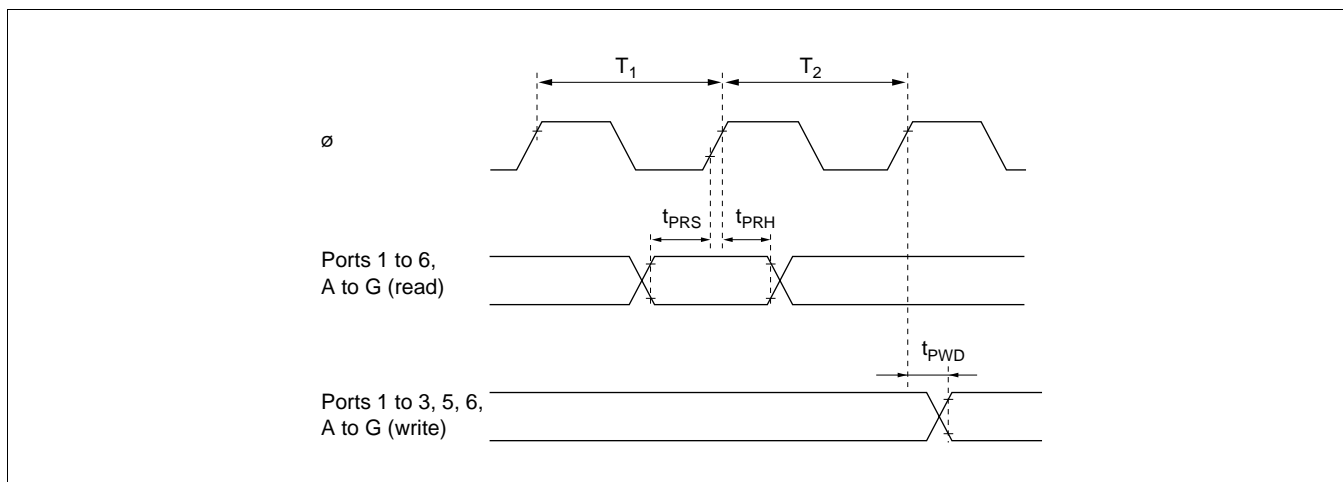 T1
T2
ø
tPRS
tPRH
Ports 1 to 6,
A to G (read)
tPWD
Ports 1 to 3, 5, 6,
A to G (write)